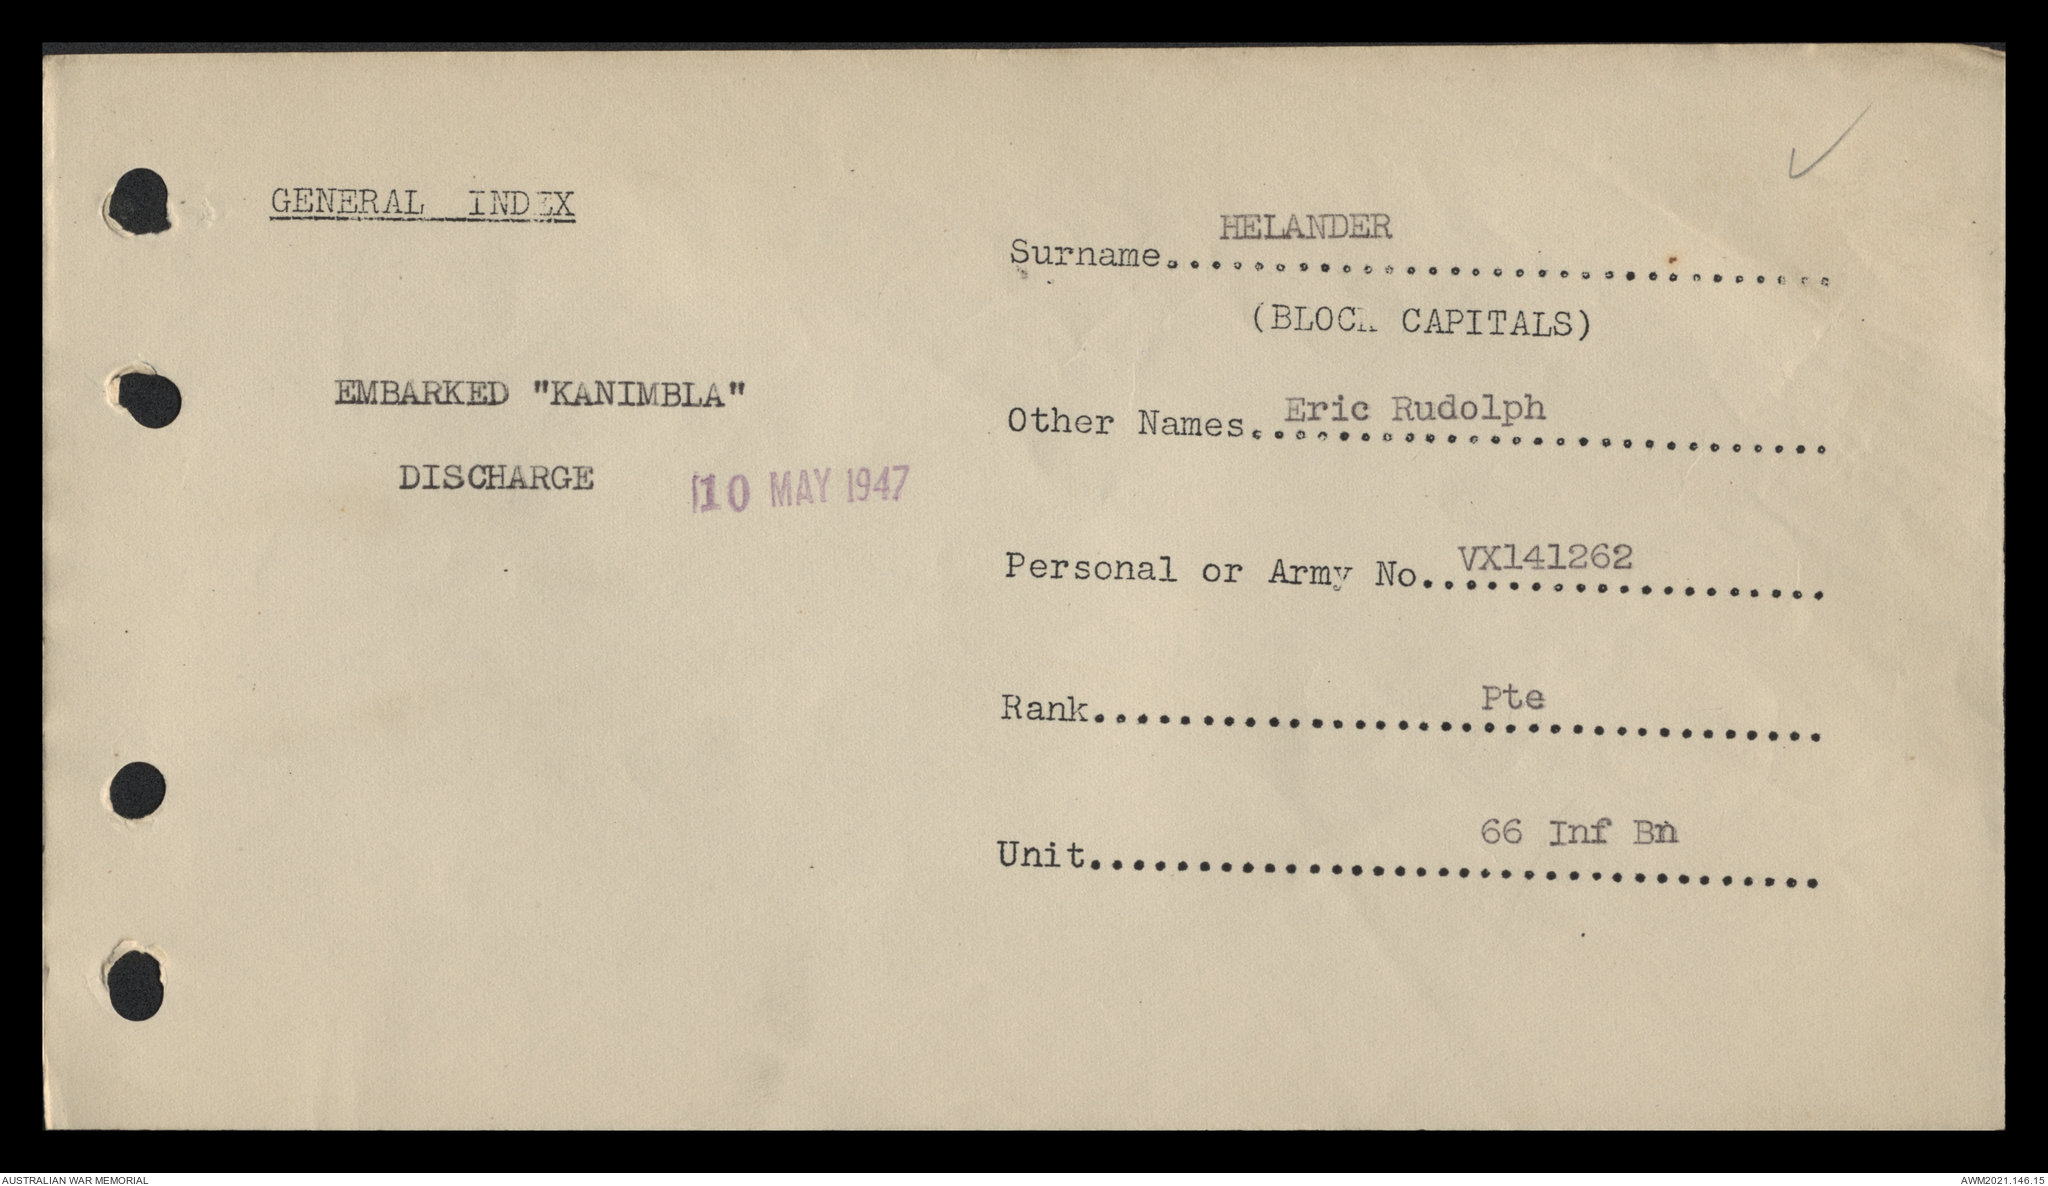 GENERAL INDEX
EMBARKED "KANIMBLA"
DISCHARGE 10 MAY 1947
HELANDER
Surname...............................
(BLOCK CAPITALS)
Eric Rudolph
Other Names...........................
VX141262
Personal or Army No...................
Pte
Rank..................................
66 Inf Bn
Unit..................................
AUSTRALIAN WAR MEMORIAL
AWM2021.146.15